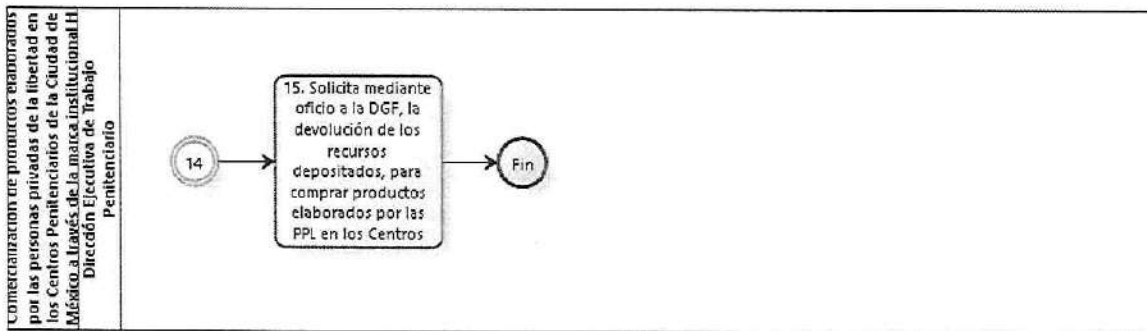 Comercialización de productos elaborados
por las personas privadas de la libertad en
los Centros Penitenciarios de la Ciudad de
México a través de la marca institucional H
Dirección Ejecutiva de Trabajo
Penitenciario
14
15. Solicita mediante
oficio a la DGF, la
devolución de los
recursos
depositados, para
comprar productos
elaborados por las
PPL en los Centros
Fin